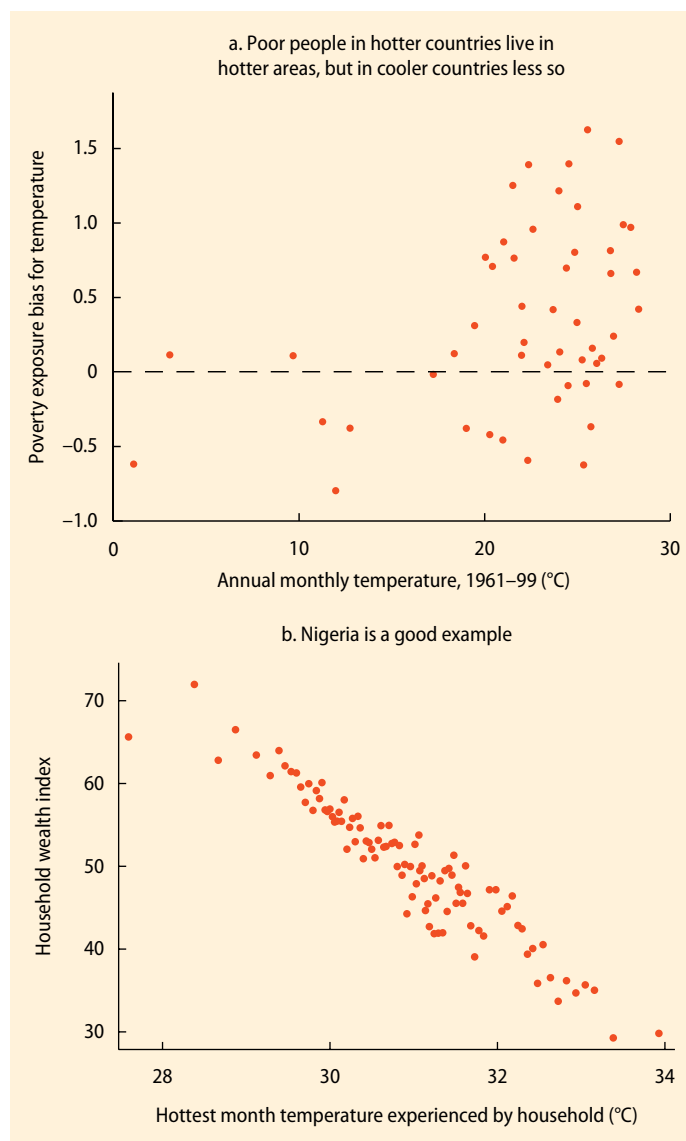 a. Poor people in hotter countries live in
hotter areas, but in cooler countries less so
Poverty exposure bias for temperature
1.5
1.0
0.5
0
−0.5
−1.0
0
10
20
30
Annual monthly temperature, 1961–99 (°C)
b. Nigeria is a good example
Household wealth index
70
60
50
40
30
28
30
32
34
Hottest month temperature experienced by household (°C)